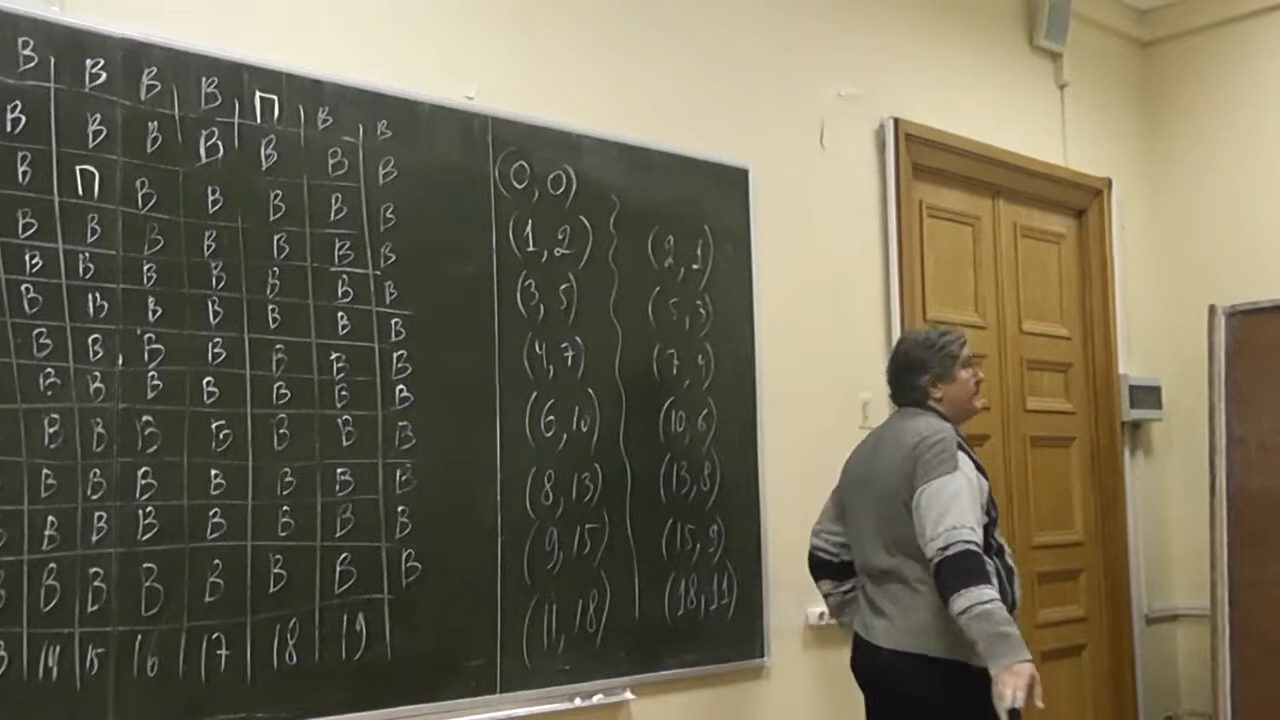 В В В В П В В
В В В В В В В
В П В В В В В
В В В В В В В
В В В В В В В
В В В В В В В
В В В В В В В
В В В В В В
В В В В В В В
В В В В В В В
В В В В В В
В В В В В В В
14 15 16 17 18 19
(0, 0)
(1, 2) (2, 1)
(3, 5) (5, 3)
(4, 7) (7, 4)
(6, 10) (10, 6)
(8, 13) (13, 8)
(9, 15) (15, 9)
(11, 18) (18, 11)